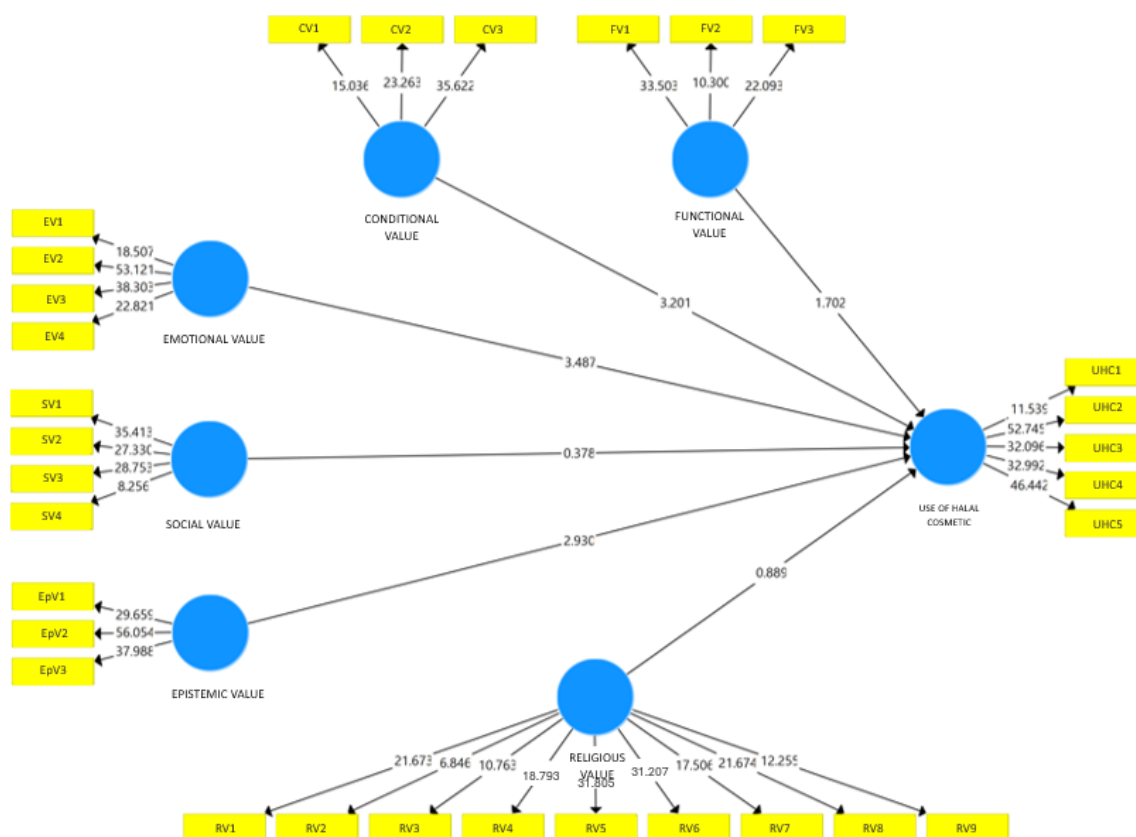 CV1
CV2
CV3
FV1
FV2
FV3
15.036
23.263
35.622
33.503
10.300
22.093
CONDITIONAL
VALUE
FUNCTIONAL
VALUE
EV1
EV2
EV3
EV4
18.507
53.121
38.303
22.821
EMOTIONAL VALUE
3.201
1.702
3.487
SV1
SV2
SV3
SV4
35.413
27.330
28.753
8.256
SOCIAL VALUE
0.378
UHC1
UHC2
UHC3
UHC4
UHC5
11.539
52.745
32.096
32.992
46.442
USE OF HALAL
COSMETIC
2.930
EpV1
EpV2
EpV3
29.659
56.054
37.988
EPISTEMIC VALUE
0.889
RELIGIOUS
VALUE
21.673
6.846
10.763
18.793
31.805
31.207
17.506
21.674
12.255
RV1
RV2
RV3
RV4
RV5
RV6
RV7
RV8
RV9